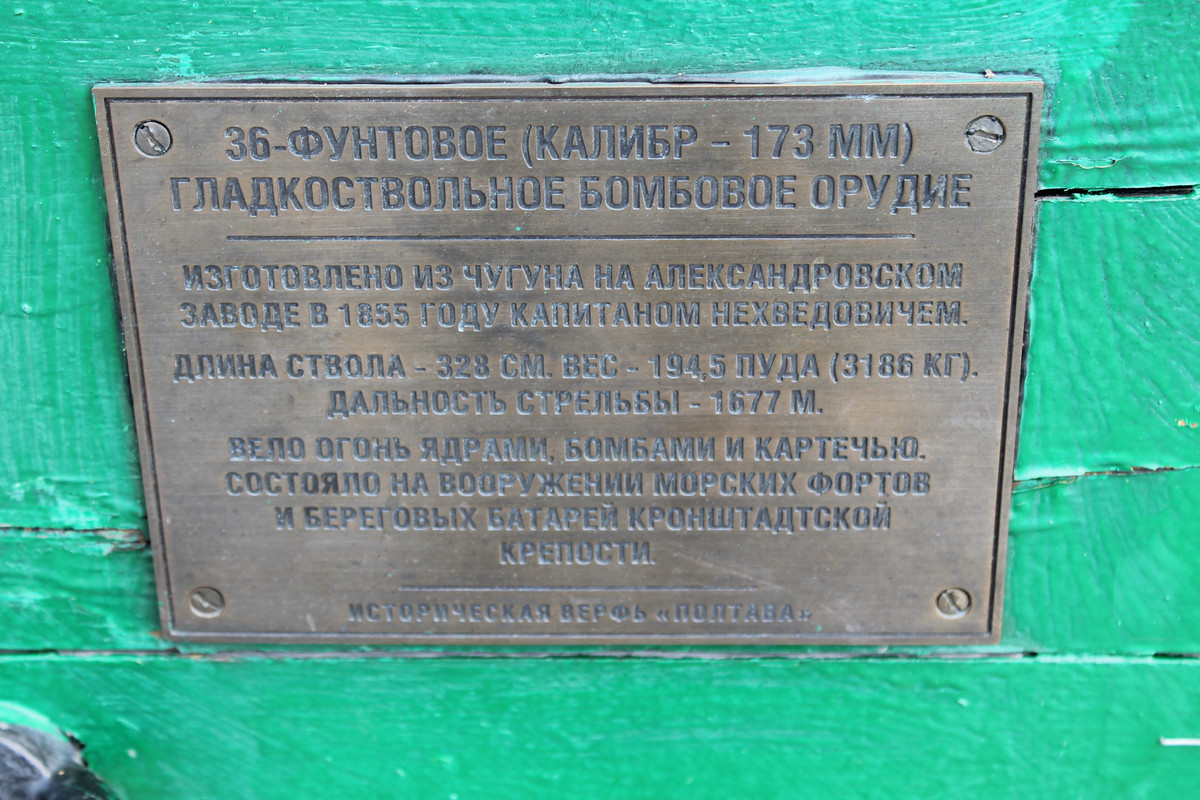 36-ФУНТОВОЕ (КАЛИБР – 173 ММ)
ГЛАДКОСТВОЛЬНОЕ БОМБОВОЕ ОРУДИЕ
ИЗГОТОВЛЕНО ИЗ ЧУГУНА НА АЛЕКСАНДРОВСКОМ
ЗАВОДЕ В 1855 ГОДУ КАПИТАНОМ НЕХВЕДОВИЧЕМ.
ДЛИНА СТВОЛА - 328 СМ. ВЕС - 194,5 ПУДА (3186 КГ).
ДАЛЬНОСТЬ СТРЕЛЬБЫ - 1677 М.
ВЕЛО ОГОНЬ ЯДРАМИ, БОМБАМИ И КАРТЕЧЬЮ.
СОСТОЯЛО НА ВООРУЖЕНИИ МОРСКИХ ФОРТОВ
И БЕРЕГОВЫХ БАТАРЕЙ КРОНШТАДТСКОЙ
КРЕПОСТИ.
ИСТОРИЧЕСКАЯ ВЕРФЬ «ПОЛТАВА»